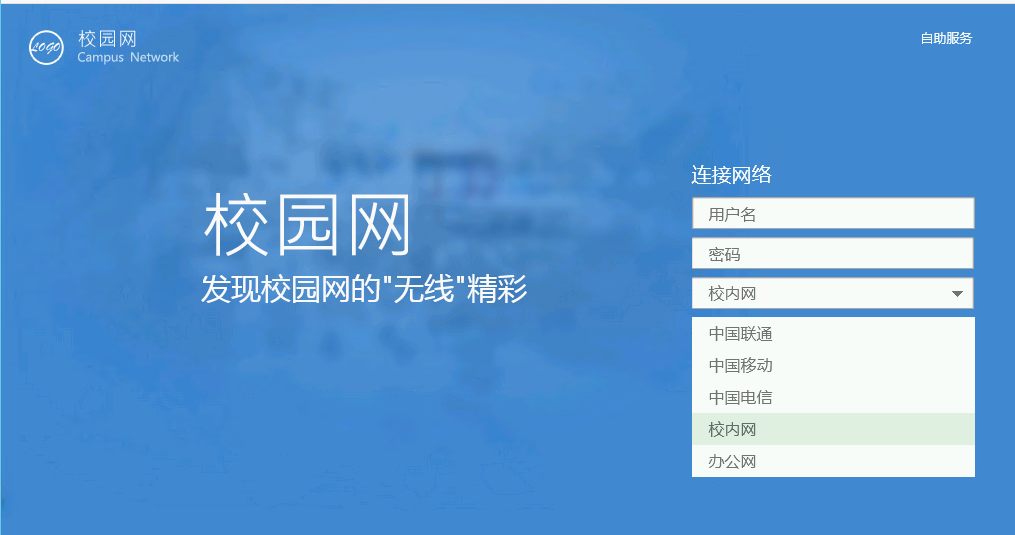 LOGO
校园网
Campus Network
自助服务
校园网
发现校园网的"无线"精彩
连接网络
用户名
密码
校内网
中国联通
中国移动
中国电信
校内网
办公网